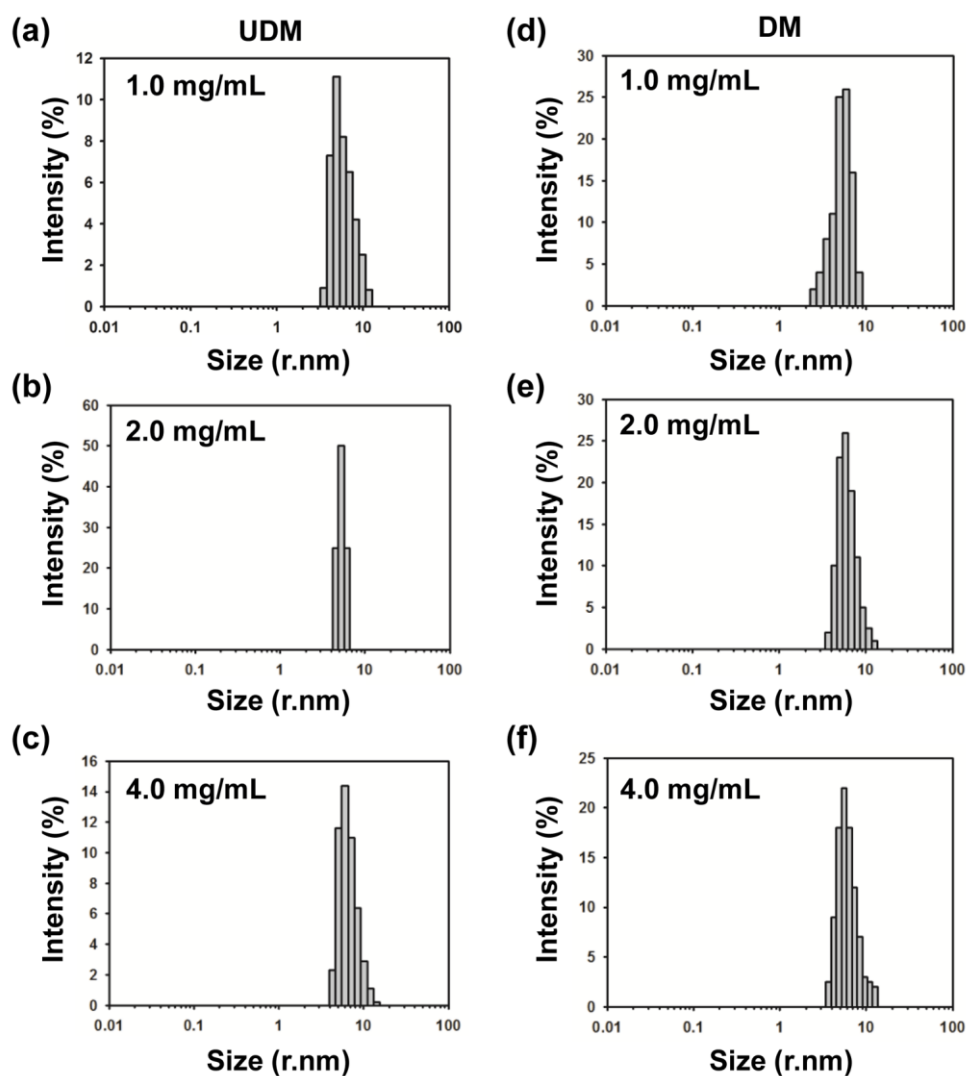 UDM
DM
(a)
1.0 mg/mL
Intensity (%)
12
10
8
6
4
2
0
0.01 0.1 1 10 100
Size (r.nm)
(d)
1.0 mg/mL
Intensity (%)
30
25
20
15
10
5
0
0.01 0.1 1 10 100
Size (r.nm)
(b)
2.0 mg/mL
Intensity (%)
60
50
40
30
20
10
0
0.01 0.1 1 10 100
Size (r.nm)
(e)
2.0 mg/mL
Intensity (%)
30
25
20
15
10
5
0
0.01 0.1 1 10 100
Size (r.nm)
(c)
4.0 mg/mL
Intensity (%)
16
14
12
10
8
6
4
2
0
0.01 0.1 1 10 100
Size (r.nm)
(f)
4.0 mg/mL
Intensity (%)
25
20
15
10
5
0
0.01 0.1 1 10 100
Size (r.nm)